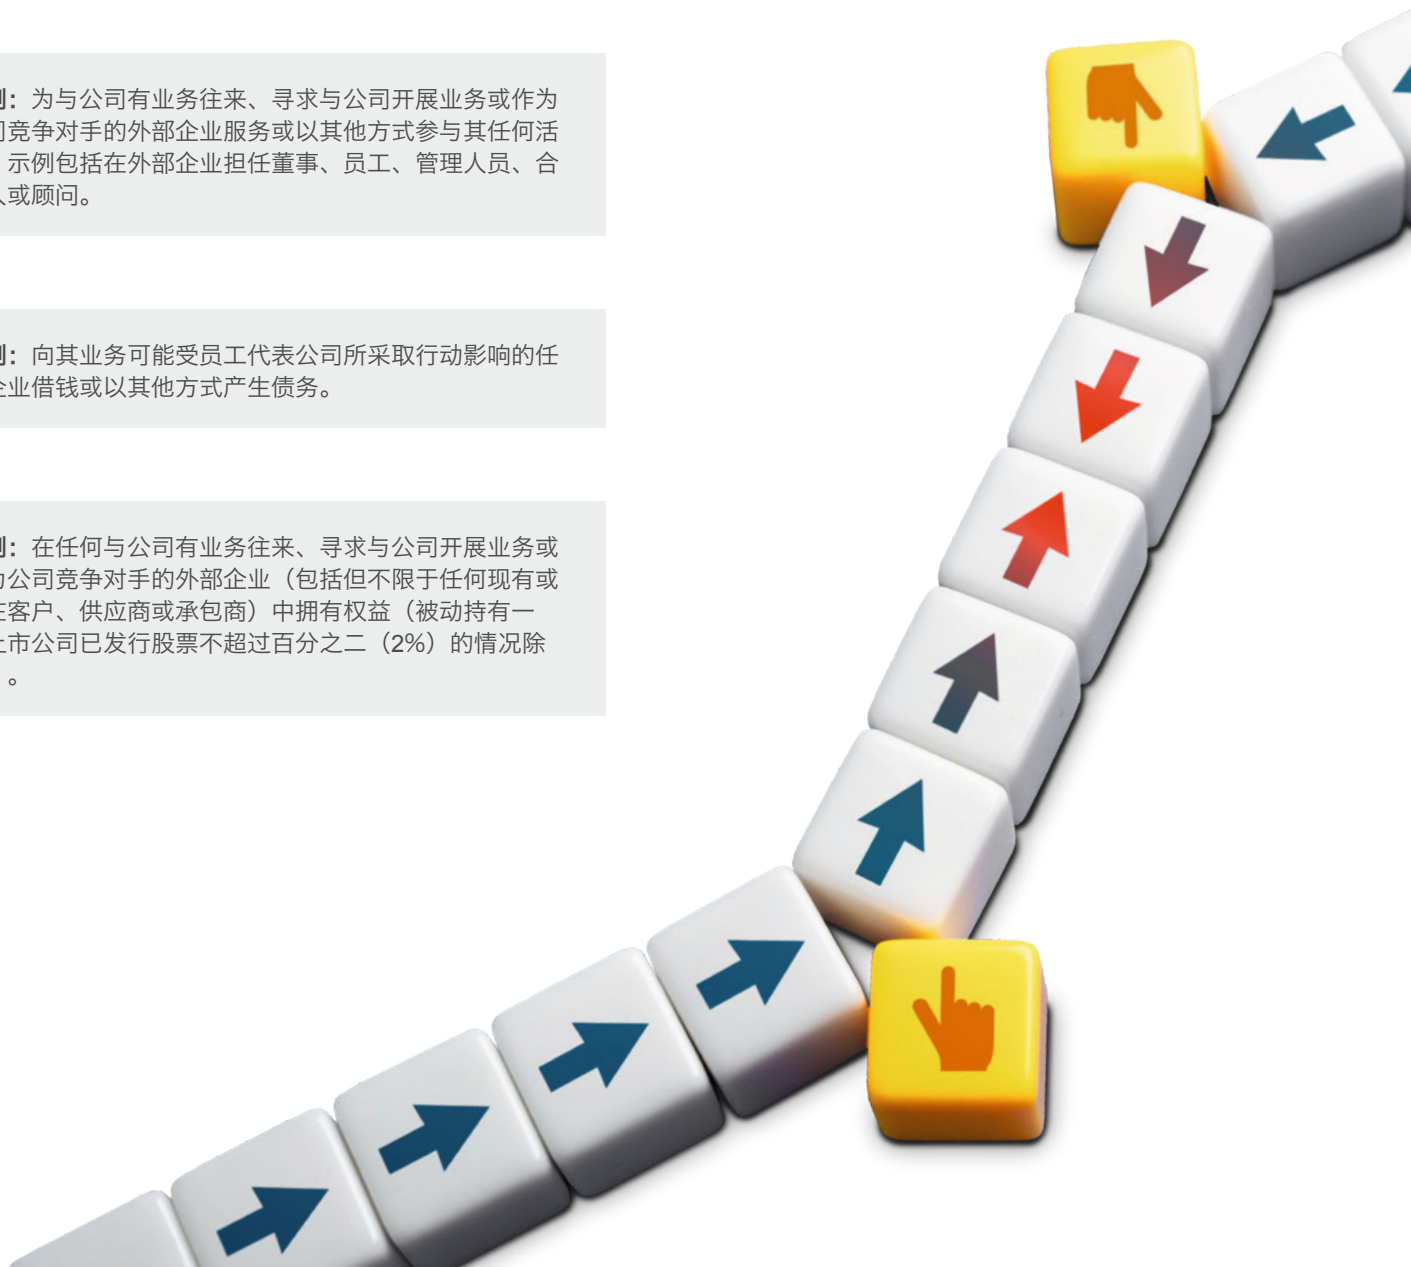 ：为与公司有业务往来、寻求与公司开展业务或作为
司竞争对手的外部企业服务或以其他方式参与其任何活
示例包括在外部企业担任董事、员工、管理人员、合
人或顾问。
：向其业务可能受员工代表公司所采取行动影响的任
企业借钱或以其他方式产生债务。
：在任何与公司有业务往来、寻求与公司开展业务或
为公司竞争对手的外部企业（包括但不限于任何现有或
在客户、供应商或承包商）中拥有权益（被动持有一
上市公司已发行股票不超过百分之二（2%）的情况除
。